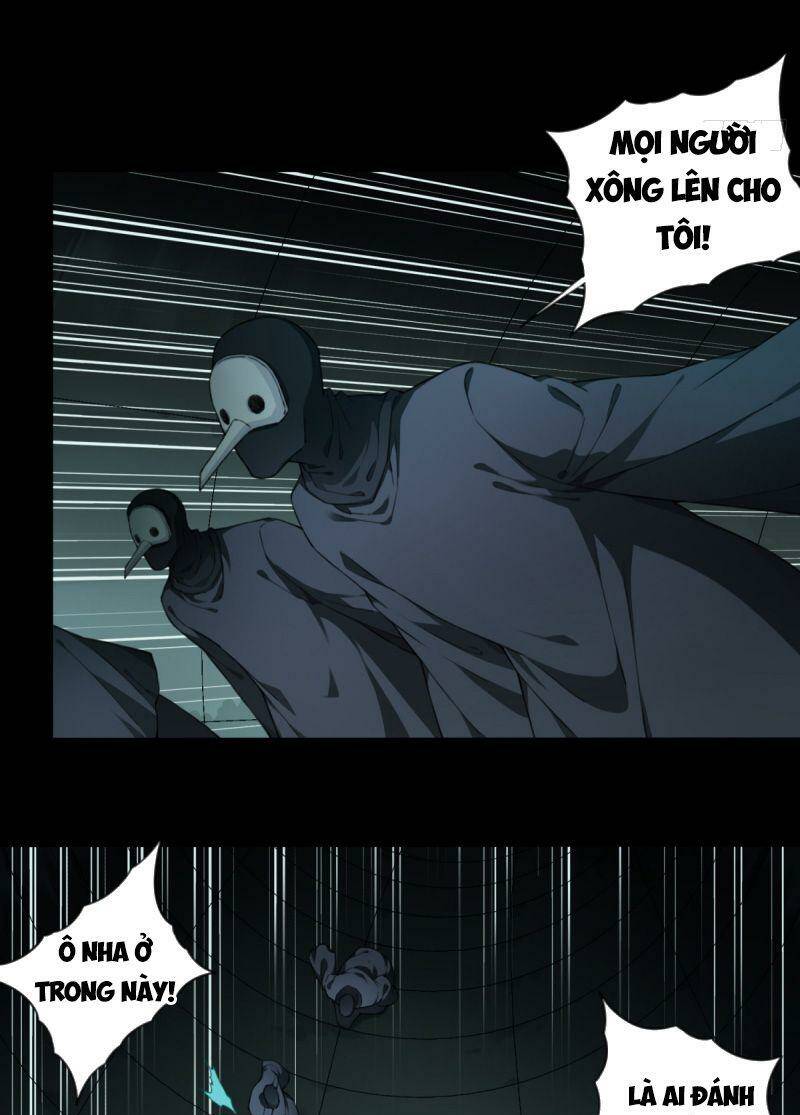 MỌI NGƯỜI
XÔNG LÊN CHO
TÔI!
Ô NHA Ở
TRONG NÀY!
LÀ AI ĐÁNH